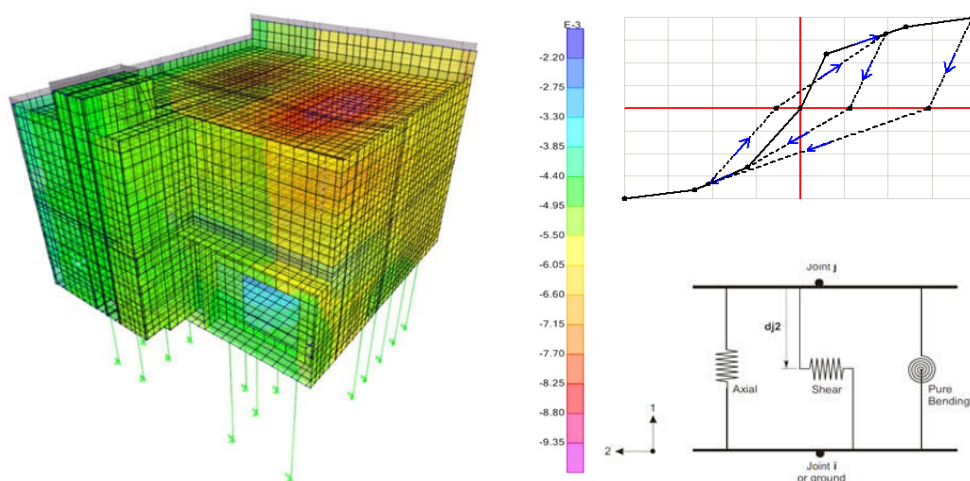 E-3
-2.20
-2.75
-3.30
-3.85
-4.40
-4.95
-5.50
-6.05
-6.60
-7.15
-7.70
-8.25
-8.80
-9.35
Joint j
dj2
Axial
Shear
Pure
Bending
1
2
Joint i
or ground